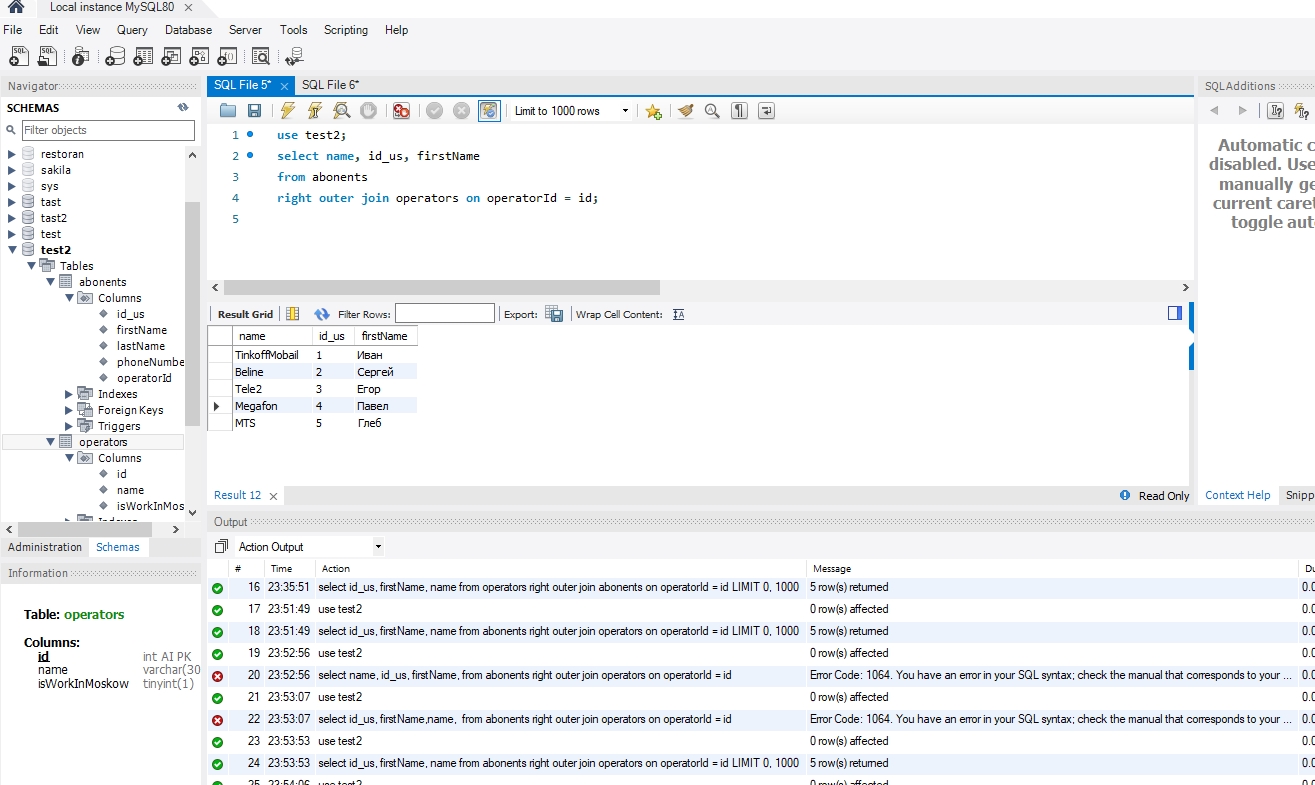 Local instance MySQL80
File Edit View Query Database Server Tools Scripting Help
Navigator
SCHEMAS
Filter objects
restoran
sakila
sys
tast
tast2
test
test2
Tables
abonents
Columns
id_us
firstName
lastName
phoneNumbe
operatorId
Indexes
Foreign Keys
Triggers
operators
Columns
id
name
isWorkInMos
Indexes
Administration Schemas
Information
Table: operators
Columns:
id int AI PK
name varchar(30
isWorkInMoskow tinyint(1)
SQL File 5* SQL File 6*
Limit to 1000 rows
1 use test2;
2 select name, id_us, firstName
3 from abonents
4 right outer join operators on operatorId = id;
5
Result Grid Filter Rows: Export: Wrap Cell Content:
name id_us firstName
TinkoffMobail 1 Иван
Beline 2 Сергей
Tele2 3 Егор
Megafon 4 Павел
MTS 5 Глеб
Result 12 Read Only
Output
Action Output
# Time Action Message Du
16 23:35:51 select id_us, firstName, name from operators right outer join abonents on operatorId = id LIMIT 0, 1000 5 row(s) returned 0.0
17 23:51:49 use test2 0 row(s) affected 0.0
18 23:51:49 select id_us, firstName, name from abonents right outer join operators on operatorId = id LIMIT 0, 1000 5 row(s) returned 0.0
19 23:52:56 use test2 0 row(s) affected 0.0
20 23:52:56 select name, id_us, firstName, from abonents right outer join operators on operatorId = id Error Code: 1064. You have an error in your SQL syntax; check the manual that corresponds to your ... 0.0
21 23:53:07 use test2 0 row(s) affected 0.0
22 23:53:07 select id_us, firstName,name, from abonents right outer join operators on operatorId = id Error Code: 1064. You have an error in your SQL syntax; check the manual that corresponds to your ... 0.0
23 23:53:53 use test2 0 row(s) affected 0.0
24 23:53:53 select id_us, firstName, name from abonents right outer join operators on operatorId = id LIMIT 0, 1000 5 row(s) returned 0.0
25 23:54:06 use test2 0 row(s) affected 0.0
SQLAdditions
Automatic c
disabled. Use
manually ge
current caret
toggle aut
Context Help Snipp